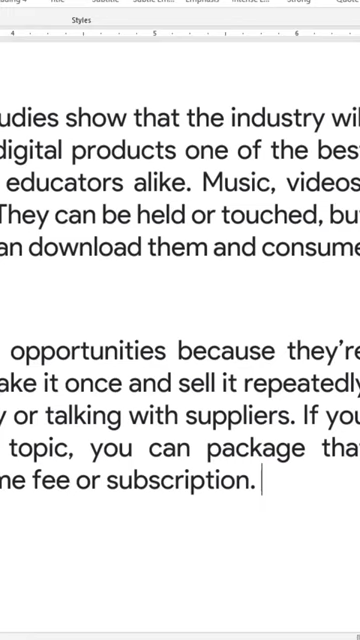 Styles
4 5 6
udies show that the industry wil
digital products one of the best
educators alike. Music, videos,
They can be held or touched, but
an download them and consume
opportunities because they're
ake it once and sell it repeatedly
y or talking with suppliers. If you
topic, you can package that
me fee or subscription.